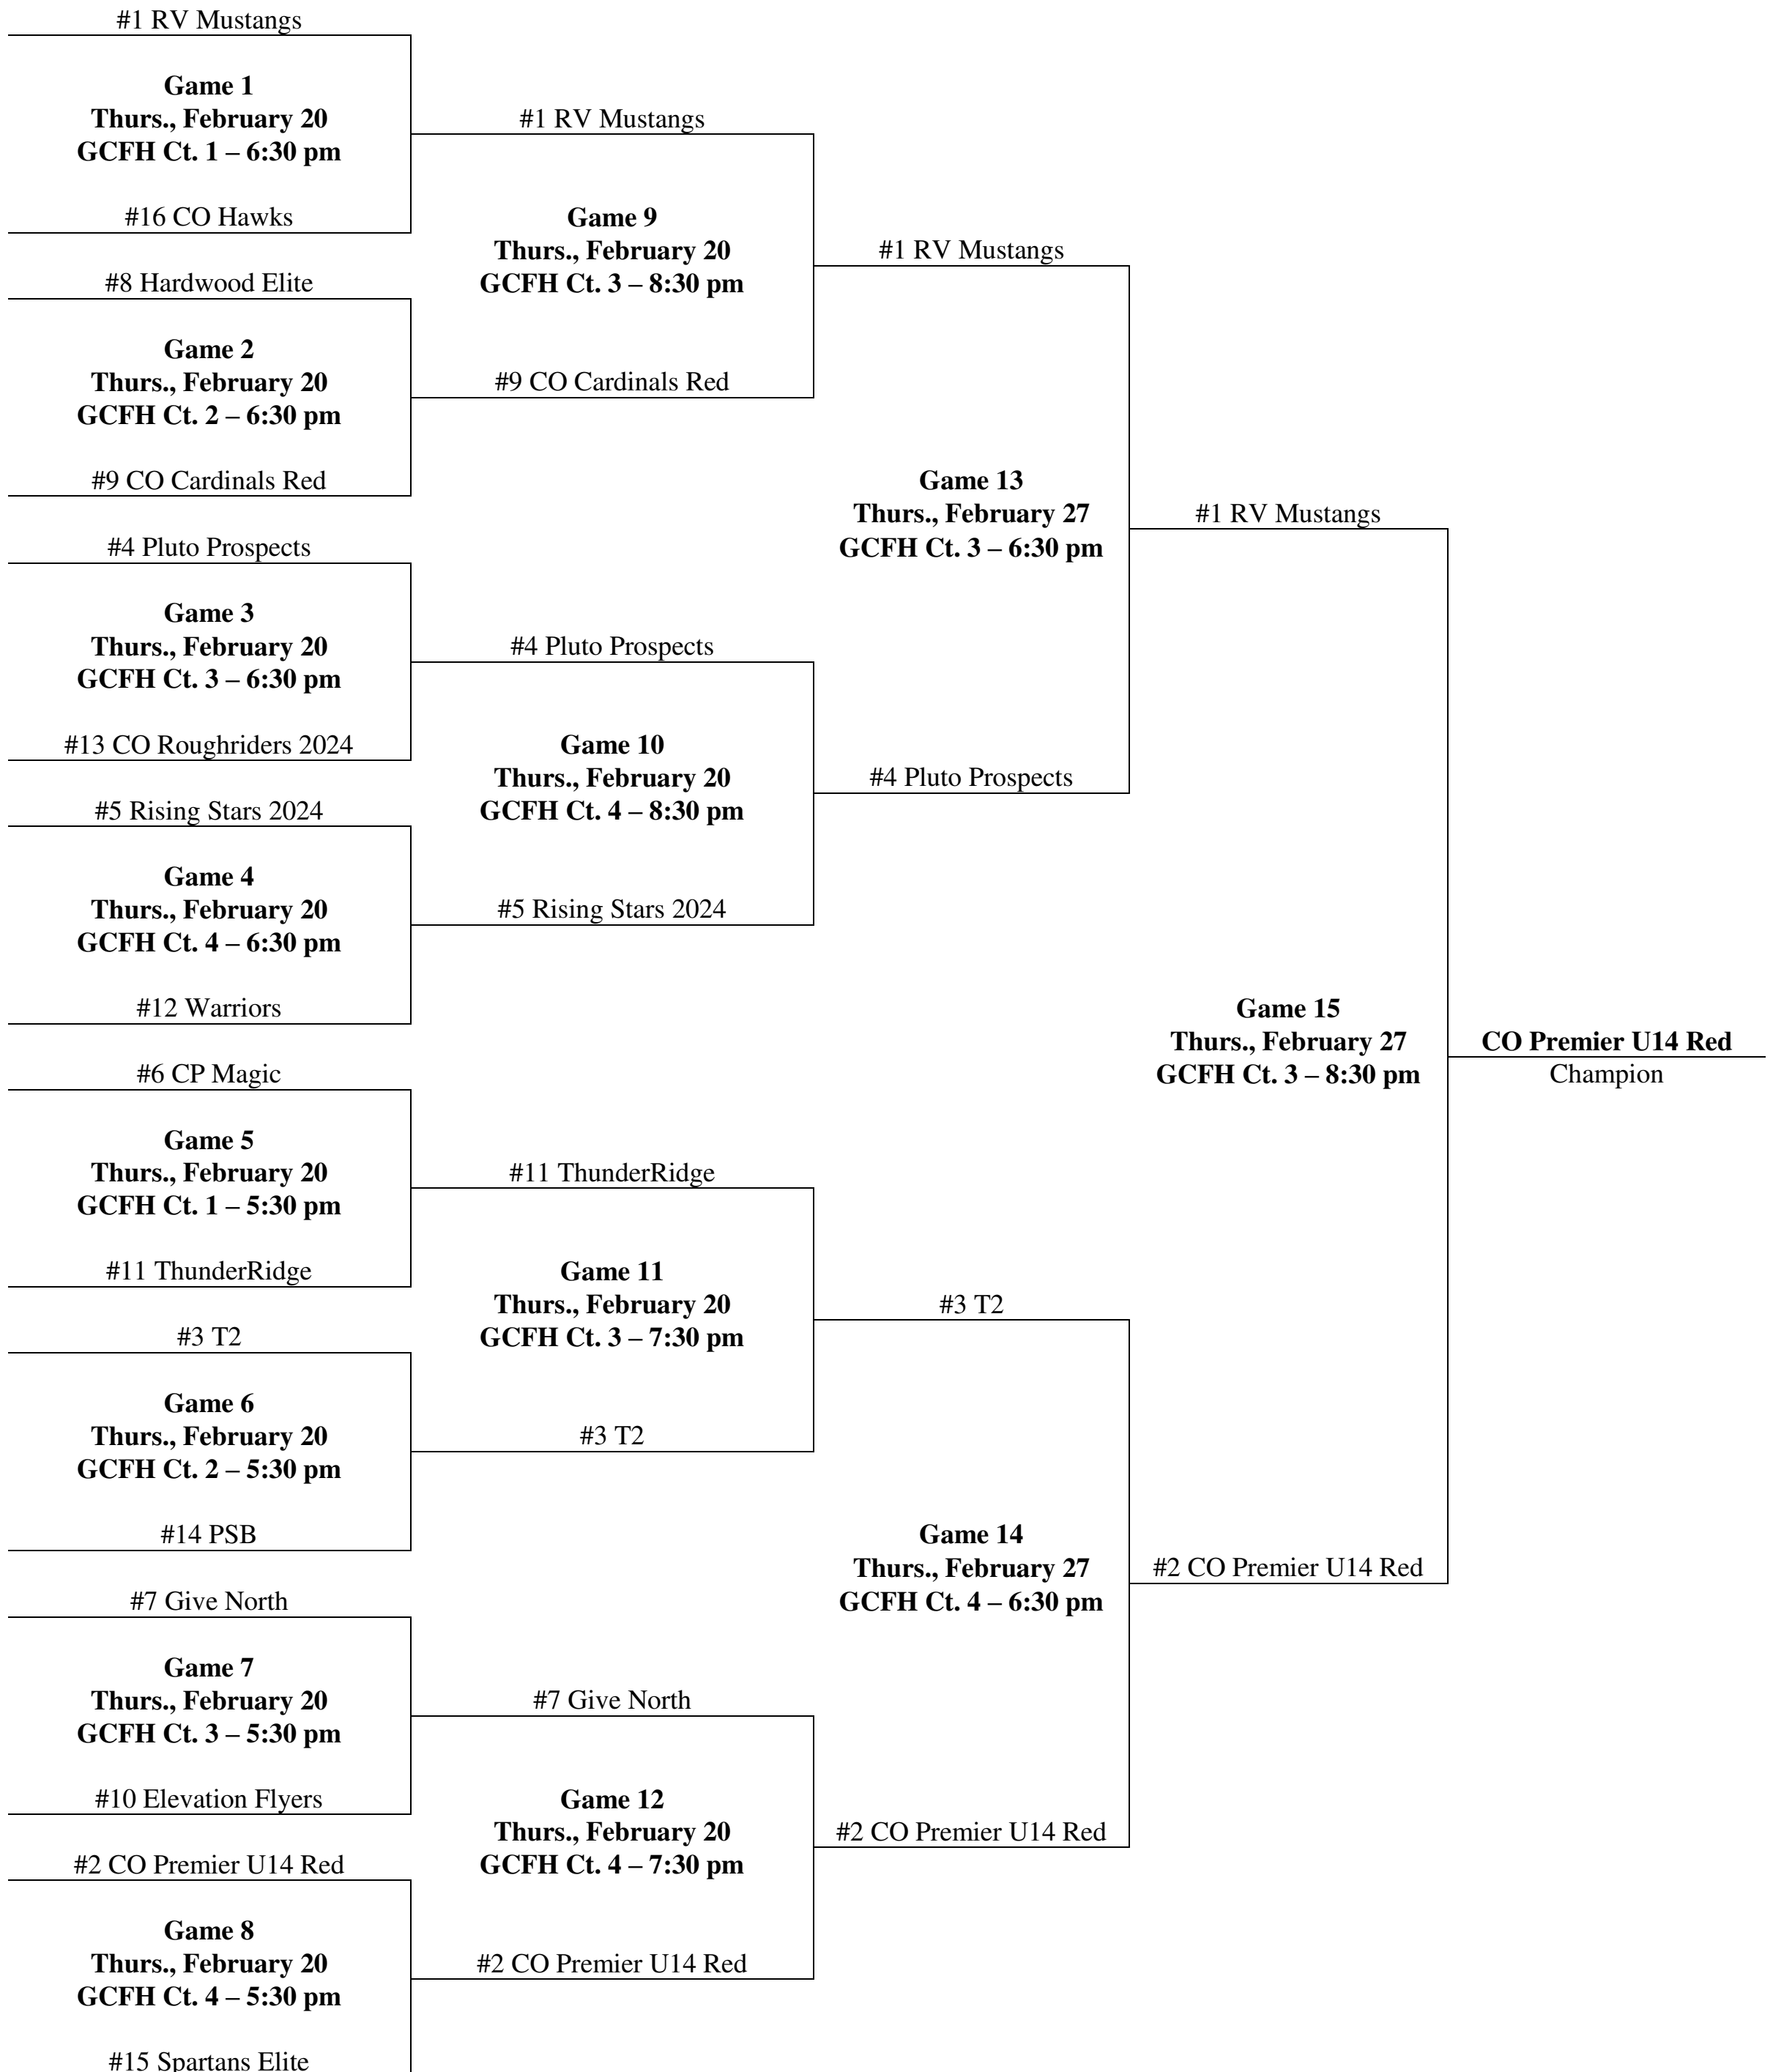 #1 RV Mustangs
Game 1
Thurs., February 20
GCFH Ct. 1 – 6:30 pm
#16 CO Hawks
#8 Hardwood Elite
Game 2
Thurs., February 20
GCFH Ct. 2 – 6:30 pm
#9 CO Cardinals Red
#4 Pluto Prospects
Game 3
Thurs., February 20
GCFH Ct. 3 – 6:30 pm
#13 CO Roughriders 2024
#5 Rising Stars 2024
Game 4
Thurs., February 20
GCFH Ct. 4 – 6:30 pm
#12 Warriors
#6 CP Magic
Game 5
Thurs., February 20
GCFH Ct. 1 – 5:30 pm
#11 ThunderRidge
#3 T2
Game 6
Thurs., February 20
GCFH Ct. 2 – 5:30 pm
#14 PSB
#7 Give North
Game 7
Thurs., February 20
GCFH Ct. 3 – 5:30 pm
#10 Elevation Flyers
#2 CO Premier U14 Red
Game 8
Thurs., February 20
GCFH Ct. 4 – 5:30 pm
#15 Spartans Elite
#1 RV Mustangs
Game 9
Thurs., February 20
GCFH Ct. 3 – 8:30 pm
#9 CO Cardinals Red
#4 Pluto Prospects
Game 10
Thurs., February 20
GCFH Ct. 4 – 8:30 pm
#5 Rising Stars 2024
#11 ThunderRidge
Game 11
Thurs., February 20
GCFH Ct. 3 – 7:30 pm
#3 T2
#7 Give North
Game 12
Thurs., February 20
GCFH Ct. 4 – 7:30 pm
#2 CO Premier U14 Red
#1 RV Mustangs
Game 13
Thurs., February 27
GCFH Ct. 3 – 6:30 pm
#4 Pluto Prospects
#3 T2
Game 14
Thurs., February 27
GCFH Ct. 4 – 6:30 pm
#2 CO Premier U14 Red
#1 RV Mustangs
Game 15
Thurs., February 27
GCFH Ct. 3 – 8:30 pm
#2 CO Premier U14 Red
CO Premier U14 Red
Champion